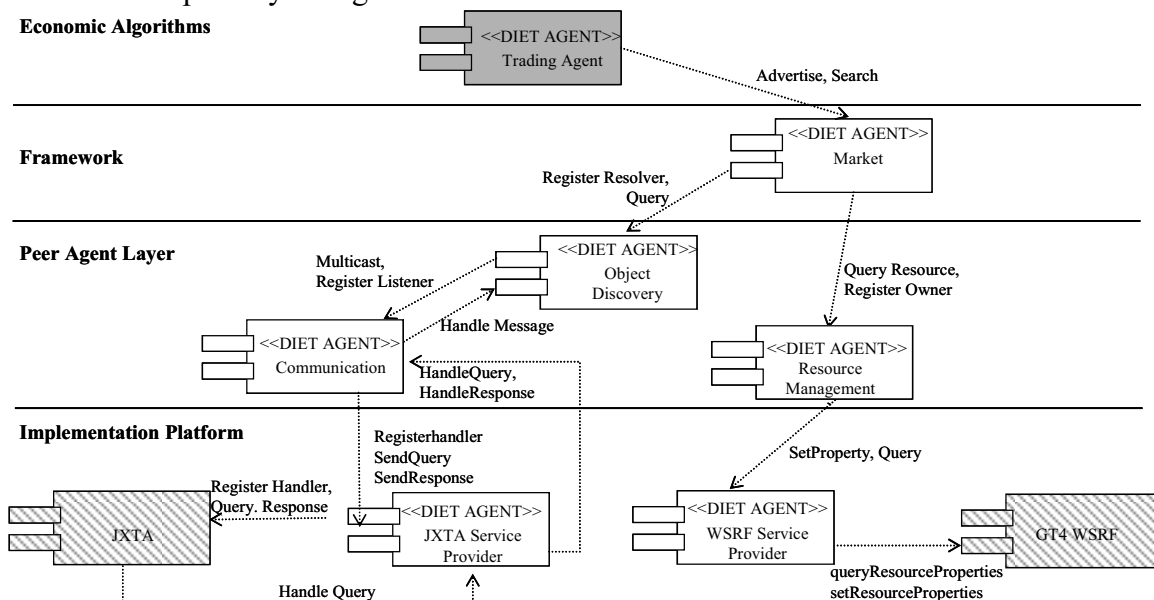 Economic Algorithms
<<DIET AGENT>>
Trading Agent
Advertise, Search
Framework
<<DIET AGENT>>
Market
Register Resolver,
Query
Peer Agent Layer
<<DIET AGENT>>
Object
Discovery
Multicast,
Register Listener
Query Resource,
Register Owner
Handle Message
<<DIET AGENT>>
Communication
<<DIET AGENT>>
Resource
Management
HandleQuery,
HandleResponse
Implementation Platform
Registerhandler
SendQuery
SendResponse
SetProperty, Query
Register Handler,
Query. Response
JXTA
<<DIET AGENT>>
JXTA Service
Provider
<<DIET AGENT>>
WSRF Service
Provider
GT4 WSRF
queryResourceProperties
setResourceProperties
Handle Query